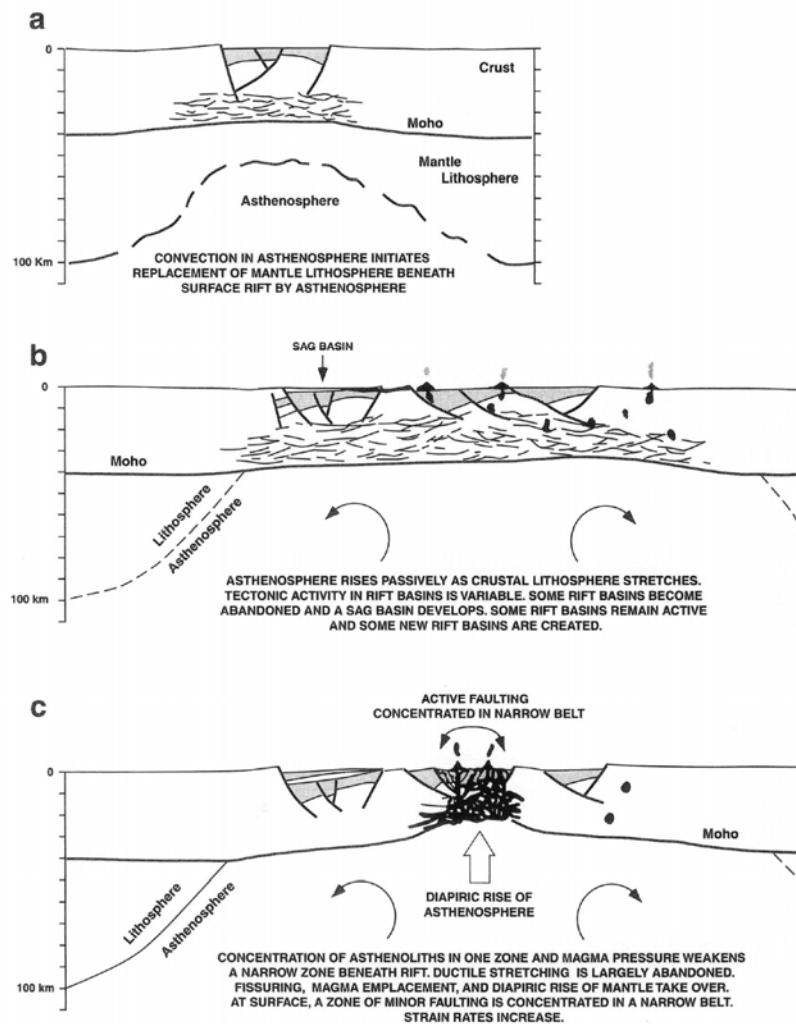 a
0
Crust
Moho
Mantle
Lithosphere
Asthenosphere
100 Km
CONVECTION IN ASTHENOSPHERE INITIATES
REPLACEMENT OF MANTLE LITHOSPHERE BENEATH
SURFACE RIFT BY ASTHENOSPHERE
b
SAG BASIN
0
Moho
Lithosphere
Asthenosphere
100 km
ASTHENOSPHERE RISES PASSIVELY AS CRUSTAL LITHOSPHERE STRETCHES.
TECTONIC ACTIVITY IN RIFT BASINS IS VARIABLE. SOME RIFT BASINS BECOME
ABANDONED AND A SAG BASIN DEVELOPS. SOME RIFT BASINS REMAIN ACTIVE
AND SOME NEW RIFT BASINS ARE CREATED.
c
ACTIVE FAULTING
CONCENTRATED IN NARROW BELT
0
Moho
Lithosphere
Asthenosphere
DIAPIRIC RISE OF
ASTHENOSPHERE
100 km
CONCENTRATION OF ASTHENOLITHS IN ONE ZONE AND MAGMA PRESSURE WEAKENS
A NARROW ZONE BENEATH RIFT. DUCTILE STRETCHING IS LARGELY ABANDONED.
FISSURING, MAGMA EMPLACEMENT, AND DIAPIRIC RISE OF MANTLE TAKE OVER.
AT SURFACE, A ZONE OF MINOR FAULTING IS CONCENTRATED IN A NARROW BELT.
STRAIN RATES INCREASE.